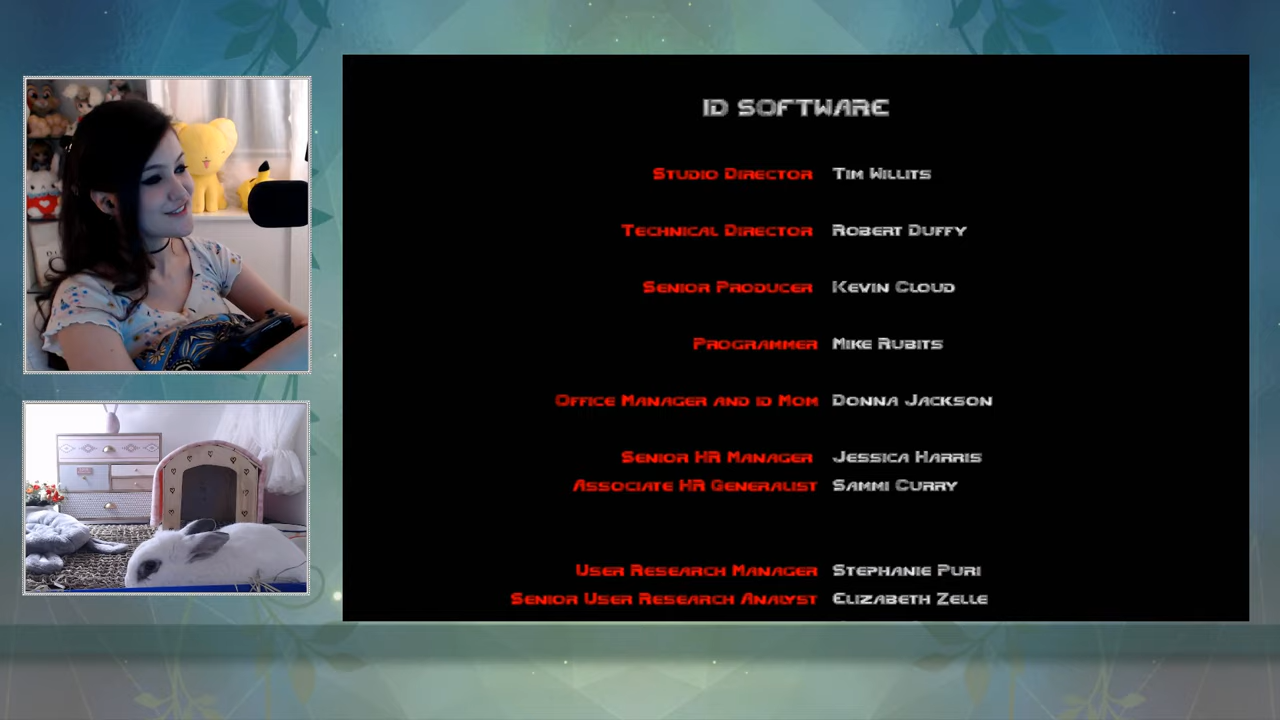 ID SOFTWARE
STUDIO DIRECTOR TIM WILLITS
TECHNICAL DIRECTOR ROBERT DUFFY
SENIOR PRODUCER KEVIN CLOUD
PROGRAMMER MIKE RUBITS
OFFICE MANAGER AND ID MOM DONNA JACKSON
SENIOR HR MANAGER JESSICA HARRIS
ASSOCIATE HR GENERALIST SAMMI CURRY
USER RESEARCH MANAGER STEPHANIE PURI
SENIOR USER RESEARCH ANALYST ELIZABETH ZELLE